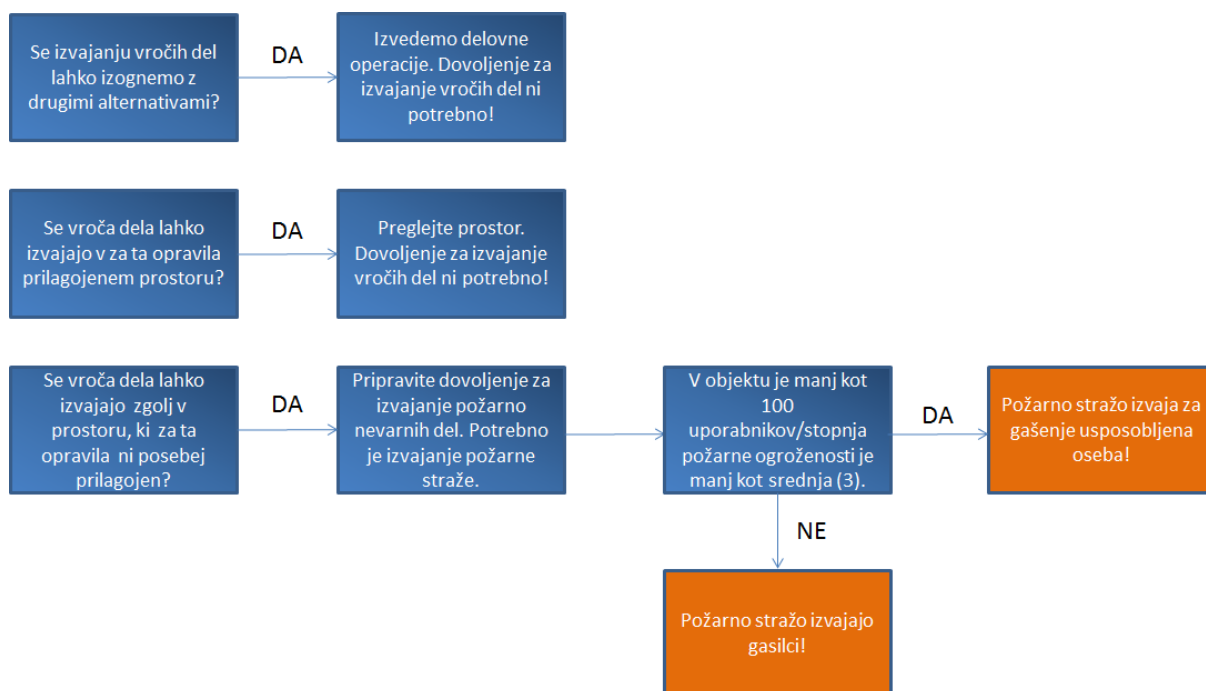 Se izvajanju vročih del
lahko izognemo z
drugimi alternativami?
DA
Izvedemo delovne
operacije. Dovoljenje za
izvajanje vročih del ni
potrebno!
Se vroča dela lahko
izvajajo v za ta opravila
prilagojenem prostoru?
DA
Preglejte prostor.
Dovoljenje za izvajanje
vročih del ni potrebno!
Se vroča dela lahko
izvajajo zgolj v
prostoru, ki za ta
opravila ni posebej
prilagojen?
DA
Pripravite dovoljenje za
izvajanje požarno
nevarnih del. Potrebno
je izvajanje požarne
straže.
V objektu je manj kot
100
uporabnikov/stopnja
požarne ogroženosti je
manj kot srednja (3).
DA
Požarno stražo izvaja za
gašenje usposobljena
oseba!
NE
Požarno stražo izvajajo
gasilci!